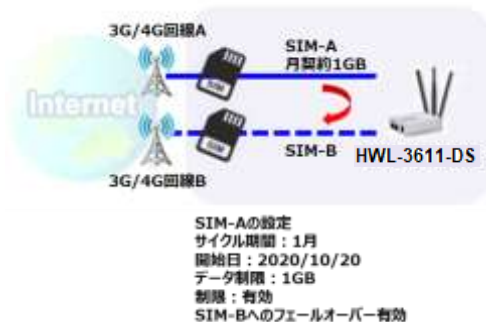 3G/4G回線A
SIM-A
月契約1GB
SIM
Internet
SIM
SIM-B
HWL-3611-DS
3G/4G回線B
SIM-Aの設定
サイクル期間：1月
開始日：2020/10/20
データ制限：1GB
制限：有効
SIM-Bへのフェールオーバー有効